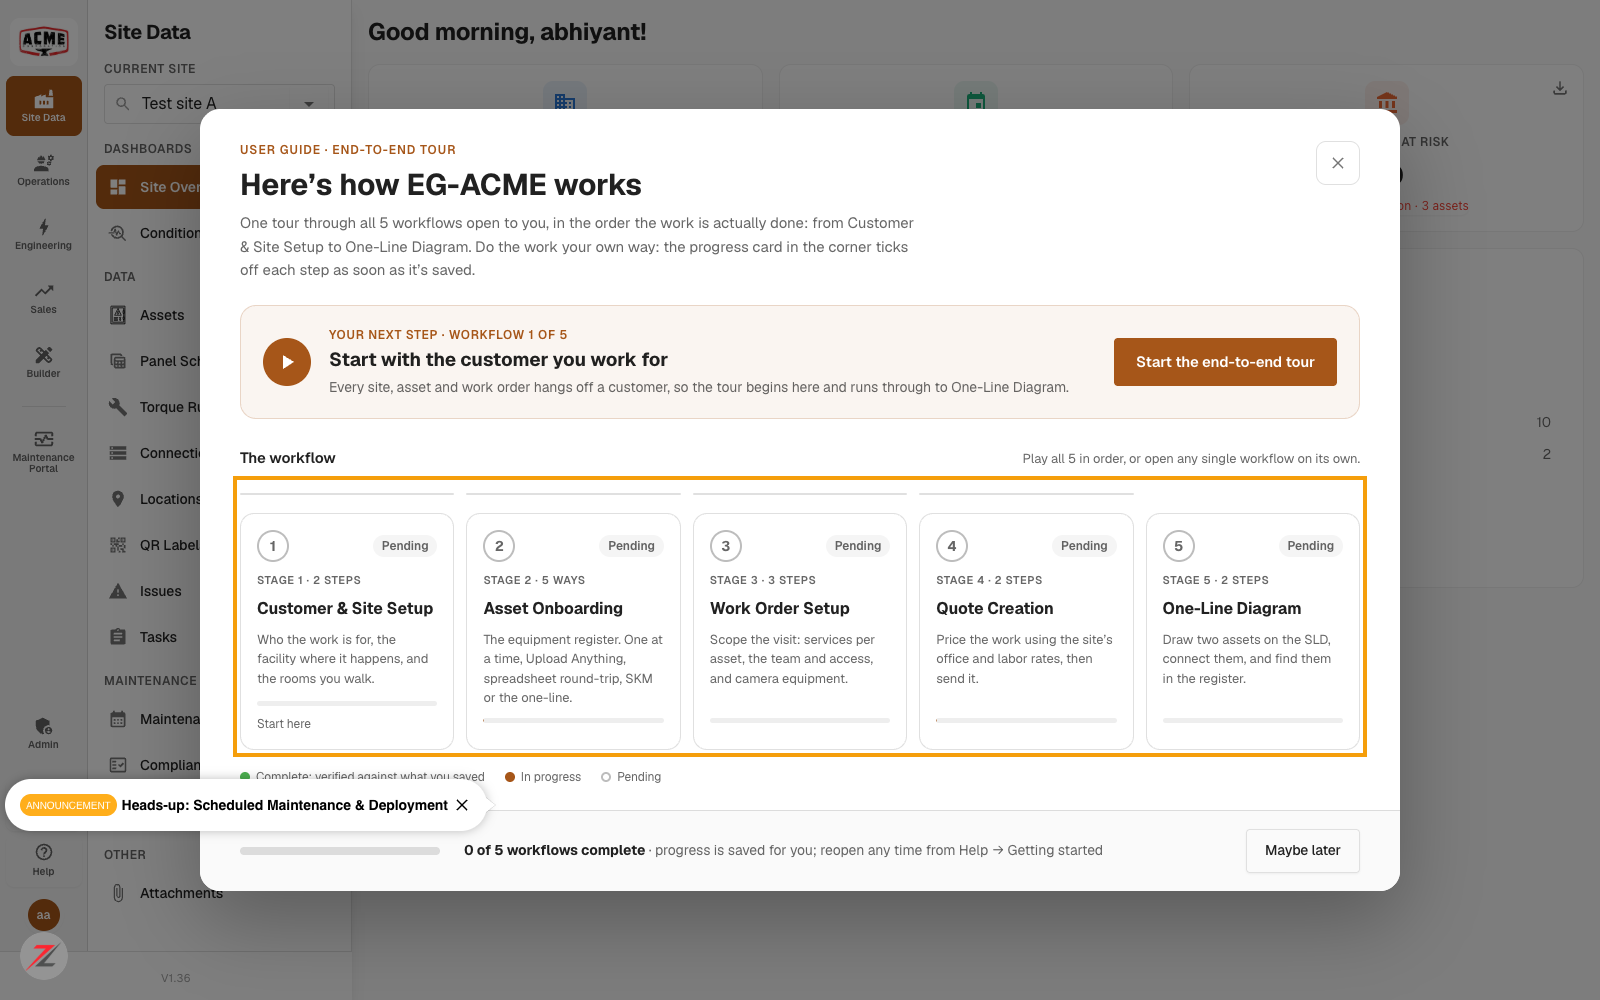 ACME
Site Data
Operations
Engineering
Sales
Builder
Maintenance
Portal
Admin
Help
aa
Site Data
CURRENT SITE
Test site A
DASHBOARDS
Site Over
Condition
DATA
Assets
Panel Sch
Torque Ru
Connecti
Locations
QR Label
Issues
Tasks
MAINTENANCE
Maintena
Complian
OTHER
Attachments
V1.36
Good morning, abhiyant!
AT RISK
on · 3 assets
10
2
USER GUIDE · END-TO-END TOUR
Here's how EG-ACME works
One tour through all 5 workflows open to you, in the order the work is actually done: from Customer
& Site Setup to One-Line Diagram. Do the work your own way: the progress card in the corner ticks
off each step as soon as it's saved.
YOUR NEXT STEP · WORKFLOW 1 OF 5
Start with the customer you work for
Every site, asset and work order hangs off a customer, so the tour begins here and runs through to One-Line Diagram.
Start the end-to-end tour
The workflow
Play all 5 in order, or open any single workflow on its own.
1
Pending
STAGE 1 · 2 STEPS
Customer & Site Setup
Who the work is for, the
facility where it happens, and
the rooms you walk.
Start here
2
Pending
STAGE 2 · 5 WAYS
Asset Onboarding
The equipment register. One at
a time, Upload Anything,
spreadsheet round-trip, SKM
or the one-line.
3
Pending
STAGE 3 · 3 STEPS
Work Order Setup
Scope the visit: services per
asset, the team and access,
and camera equipment.
4
Pending
STAGE 4 · 2 STEPS
Quote Creation
Price the work using the site's
office and labor rates, then
send it.
5
Pending
STAGE 5 · 2 STEPS
One-Line Diagram
Draw two assets on the SLD,
connect them, and find them
in the register.
Complete: verified against what you saved
In progress
Pending
ANNOUNCEMENT Heads-up: Scheduled Maintenance & Deployment
0 of 5 workflows complete · progress is saved for you; reopen any time from Help → Getting started
Maybe later